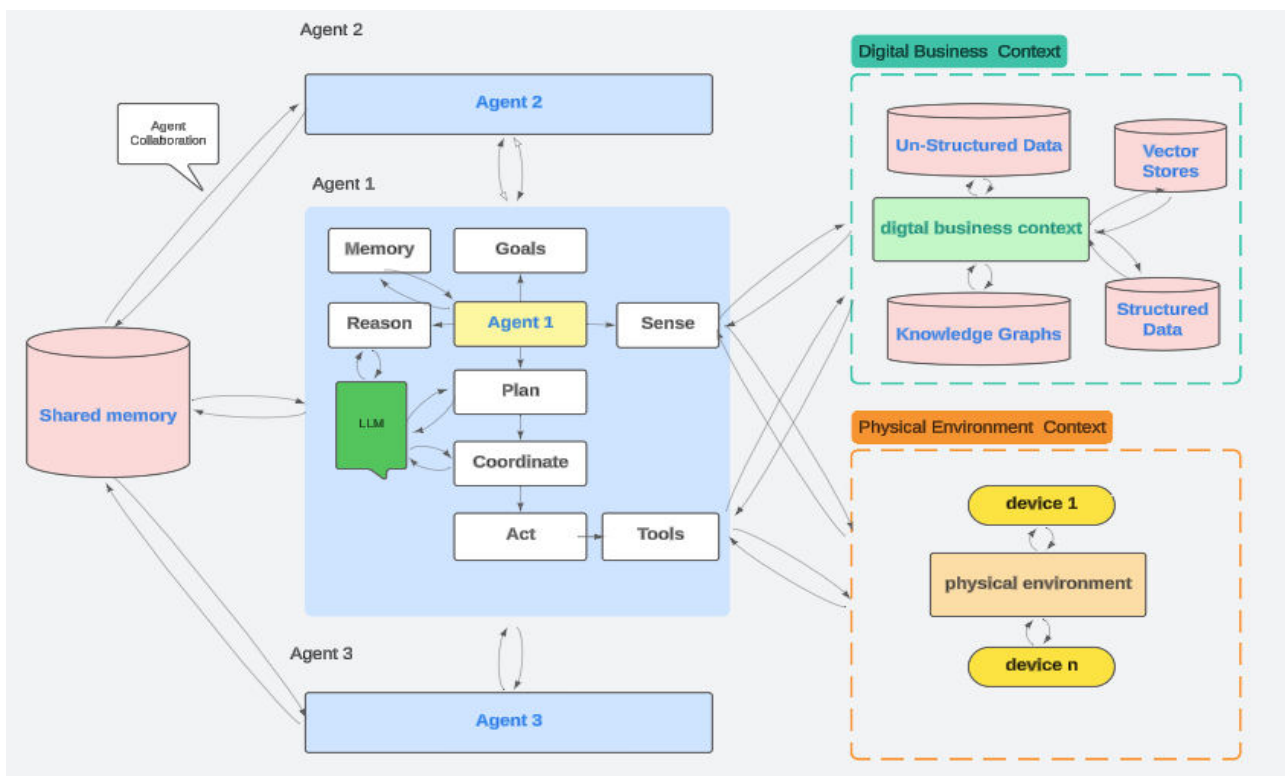 Agent 2
Digital Business Context
Agent 2
Agent
Collaboration
Un-Structured Data
Vector
Stores
Agent 1
Memory
Goals
digtal business context
Reason
Agent 1
Sense
Knowledge Graphs
Structured
Data
Plan
Shared memory
LLM
Physical Environment Context
Coordinate
device 1
Act
Tools
physical environment
Agent 3
device n
Agent 3